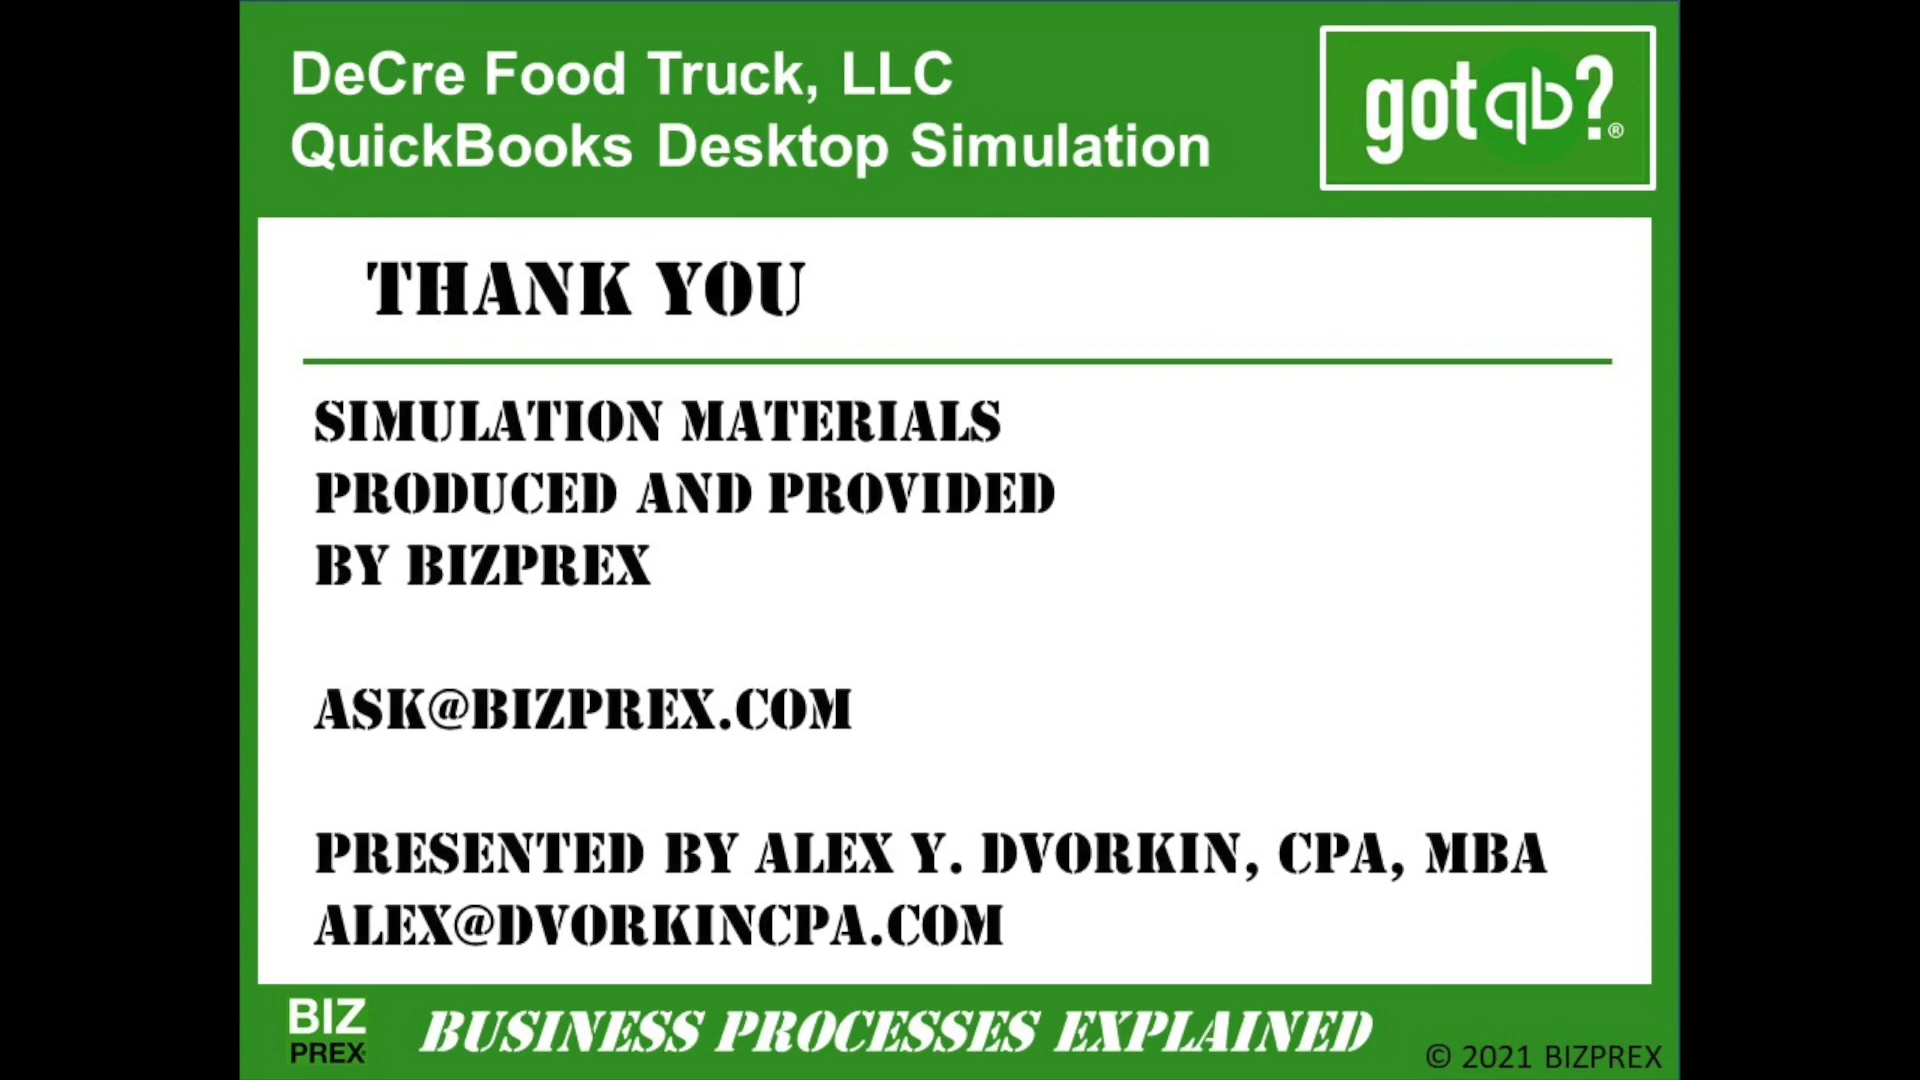 DeCre Food Truck, LLC
QuickBooks Desktop Simulation
got qb?®
THANK YOU
SIMULATION MATERIALS
PRODUCED AND PROVIDED
BY BIZPREX
ASK@BIZPREX.COM
PRESENTED BY ALEX Y. DVORKIN, CPA, MBA
ALEX@DVORKINCPA.COM
BIZ
PREX
BUSINESS PROCESSES EXPLAINED
© 2021 BIZPREX